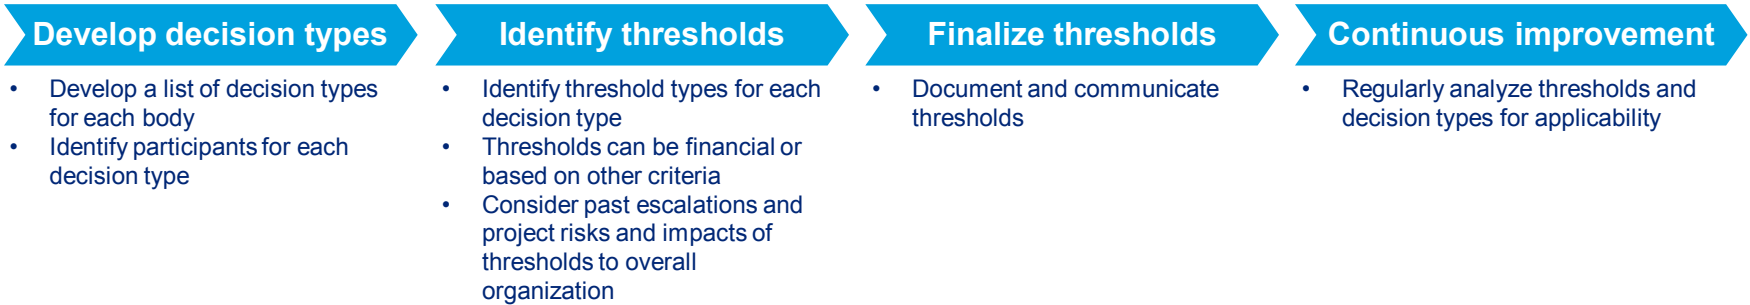 Develop decision types
• Develop a list of decision types
for each body
• Identify participants for each
decision type
Identify thresholds
• Identify threshold types for each
decision type
• Thresholds can be financial or
based on other criteria
• Consider past escalations and
project risks and impacts of
thresholds to overall
organization
Finalize thresholds
• Document and communicate
thresholds
Continuous improvement
• Regularly analyze thresholds and
decision types for applicability